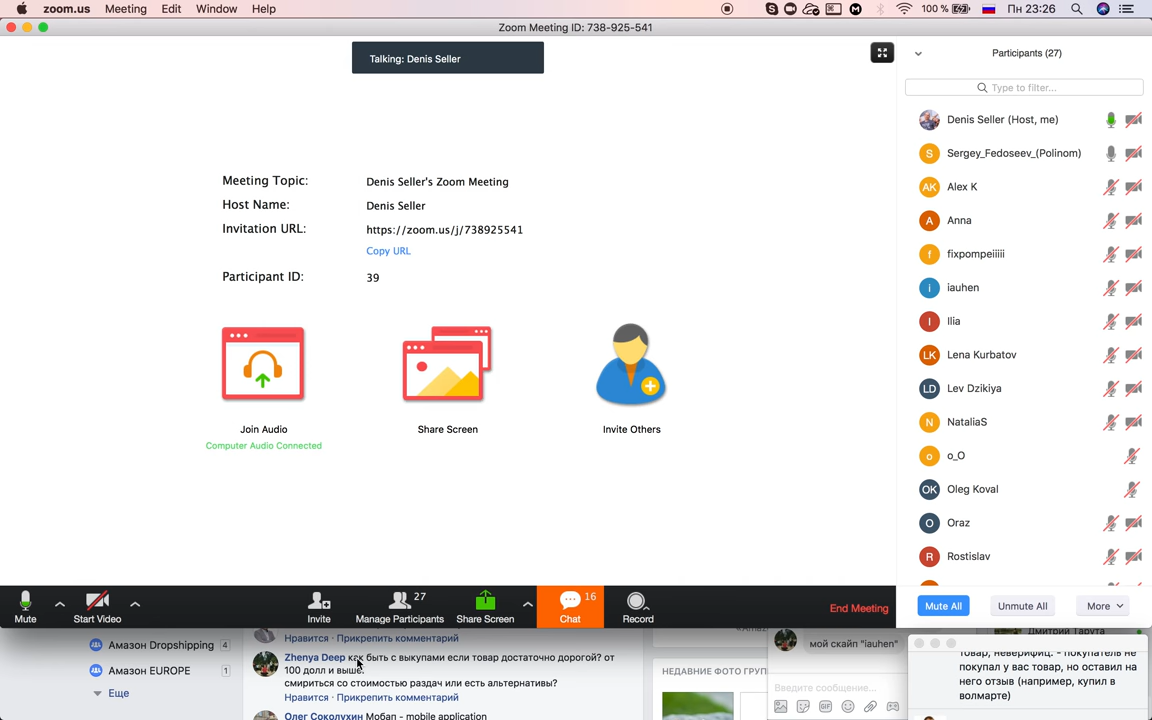 zoom.us Meeting Edit Window Help
100 % Пн 23:26
Zoom Meeting ID: 738-925-541
Talking: Denis Seller
Meeting Topic: Denis Seller's Zoom Meeting
Host Name: Denis Seller
Invitation URL: https://zoom.us/j/738925541
Copy URL
Participant ID: 39
Join Audio
Computer Audio Connected
Share Screen
Invite Others
Participants (27)
Type to filter...
Denis Seller (Host, me)
S Sergey_Fedoseev_(Polinom)
AK Alex K
A Anna
f fixpompeiiiii
i iauhen
I Ilia
LK Lena Kurbatov
LD Lev Dzikiya
N NataliaS
o o_O
OK Oleg Koval
O Oraz
R Rostislav
Mute All Unmute All More
Mute Start Video Invite Manage Participants 27 Share Screen Chat 16 Record End Meeting
Амазон Dropshipping 4
Амазон EUROPE 1
Еще
Нравится · Прикрепить комментарий
Zhenya Deep как быть с выкупами если товар достаточно дорогой? от
100 долл и выше.
смириться со стоимостью раздач или есть альтернативы?
Нравится · Прикрепить комментарий
Олег Соколухин Мобап - mobile application
НЕДАВНИЕ ФОТО ГРУП
мой скайп "iauhen"
Введите сообщение...
GIF
Дмитрий Тарута
товар, неверифиц. - покупатель не
покупал у вас товар, но оставил на
него отзыв (например, купил в
волмарте)